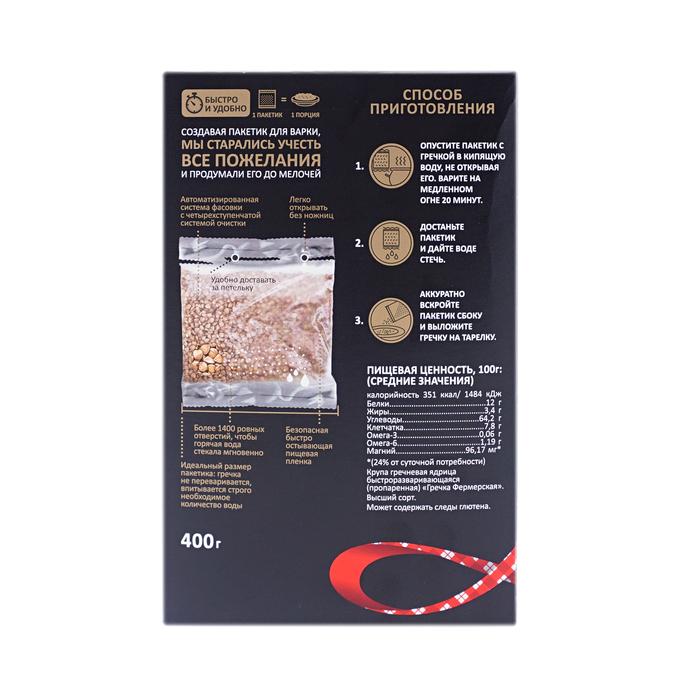 БЫСТРО
И УДОБНО
=
1 ПАКЕТИК
1 ПОРЦИЯ
СОЗДАВАЯ ПАКЕТИК ДЛЯ ВАРКИ,
МЫ СТАРАЛИСЬ УЧЕСТЬ
ВСЕ ПОЖЕЛАНИЯ
И ПРОДУМАЛИ ЕГО ДО МЕЛОЧЕЙ
Автоматизированная
система фасовки
с четырехступенчатой
системой очистки
Легко
открывать
без ножниц
Удобно доставать
за петельку
Более 1400 ровных
отверстий, чтобы
горячая вода
стекала мгновенно
Безопасная
быстро
остывающая
пищевая
пленка
Идеальный размер
пакетика: гречка
не переваривается,
впитывается строго
необходимое
количество воды
400 г
СПОСОБ
ПРИГОТОВЛЕНИЯ
1.
ОПУСТИТЕ ПАКЕТИК С
ГРЕЧКОЙ В КИПЯЩУЮ
ВОДУ, НЕ ОТКРЫВАЯ
ЕГО. ВАРИТЕ НА
МЕДЛЕННОМ
ОГНЕ 20 МИНУТ.
2.
ДОСТАНЬТЕ
ПАКЕТИК
И ДАЙТЕ ВОДЕ
СТЕЧЬ.
3.
АККУРАТНО
ВСКРОЙТЕ
ПАКЕТИК СБОКУ
И ВЫЛОЖИТЕ
ГРЕЧКУ НА ТАРЕЛКУ.
ПИЩЕВАЯ ЦЕННОСТЬ, 100г:
(СРЕДНИЕ ЗНАЧЕНИЯ)
калорийность 351 ккал/ 1484 кДж
Белки........................12 г
Жиры........................3,4 г
Углеводы...................64,2 г
Клетчатка..................7,8 г
Омега-3.....................0,06 г
Омега-6.....................1,19 г
Магний......................96,17 мг*
*(24% от суточной потребности)
Крупа гречневая ядрица
быстроразваривающаяся
(пропаренная) «Гречка Фермерская».
Высший сорт.
Может содержать следы глютена.